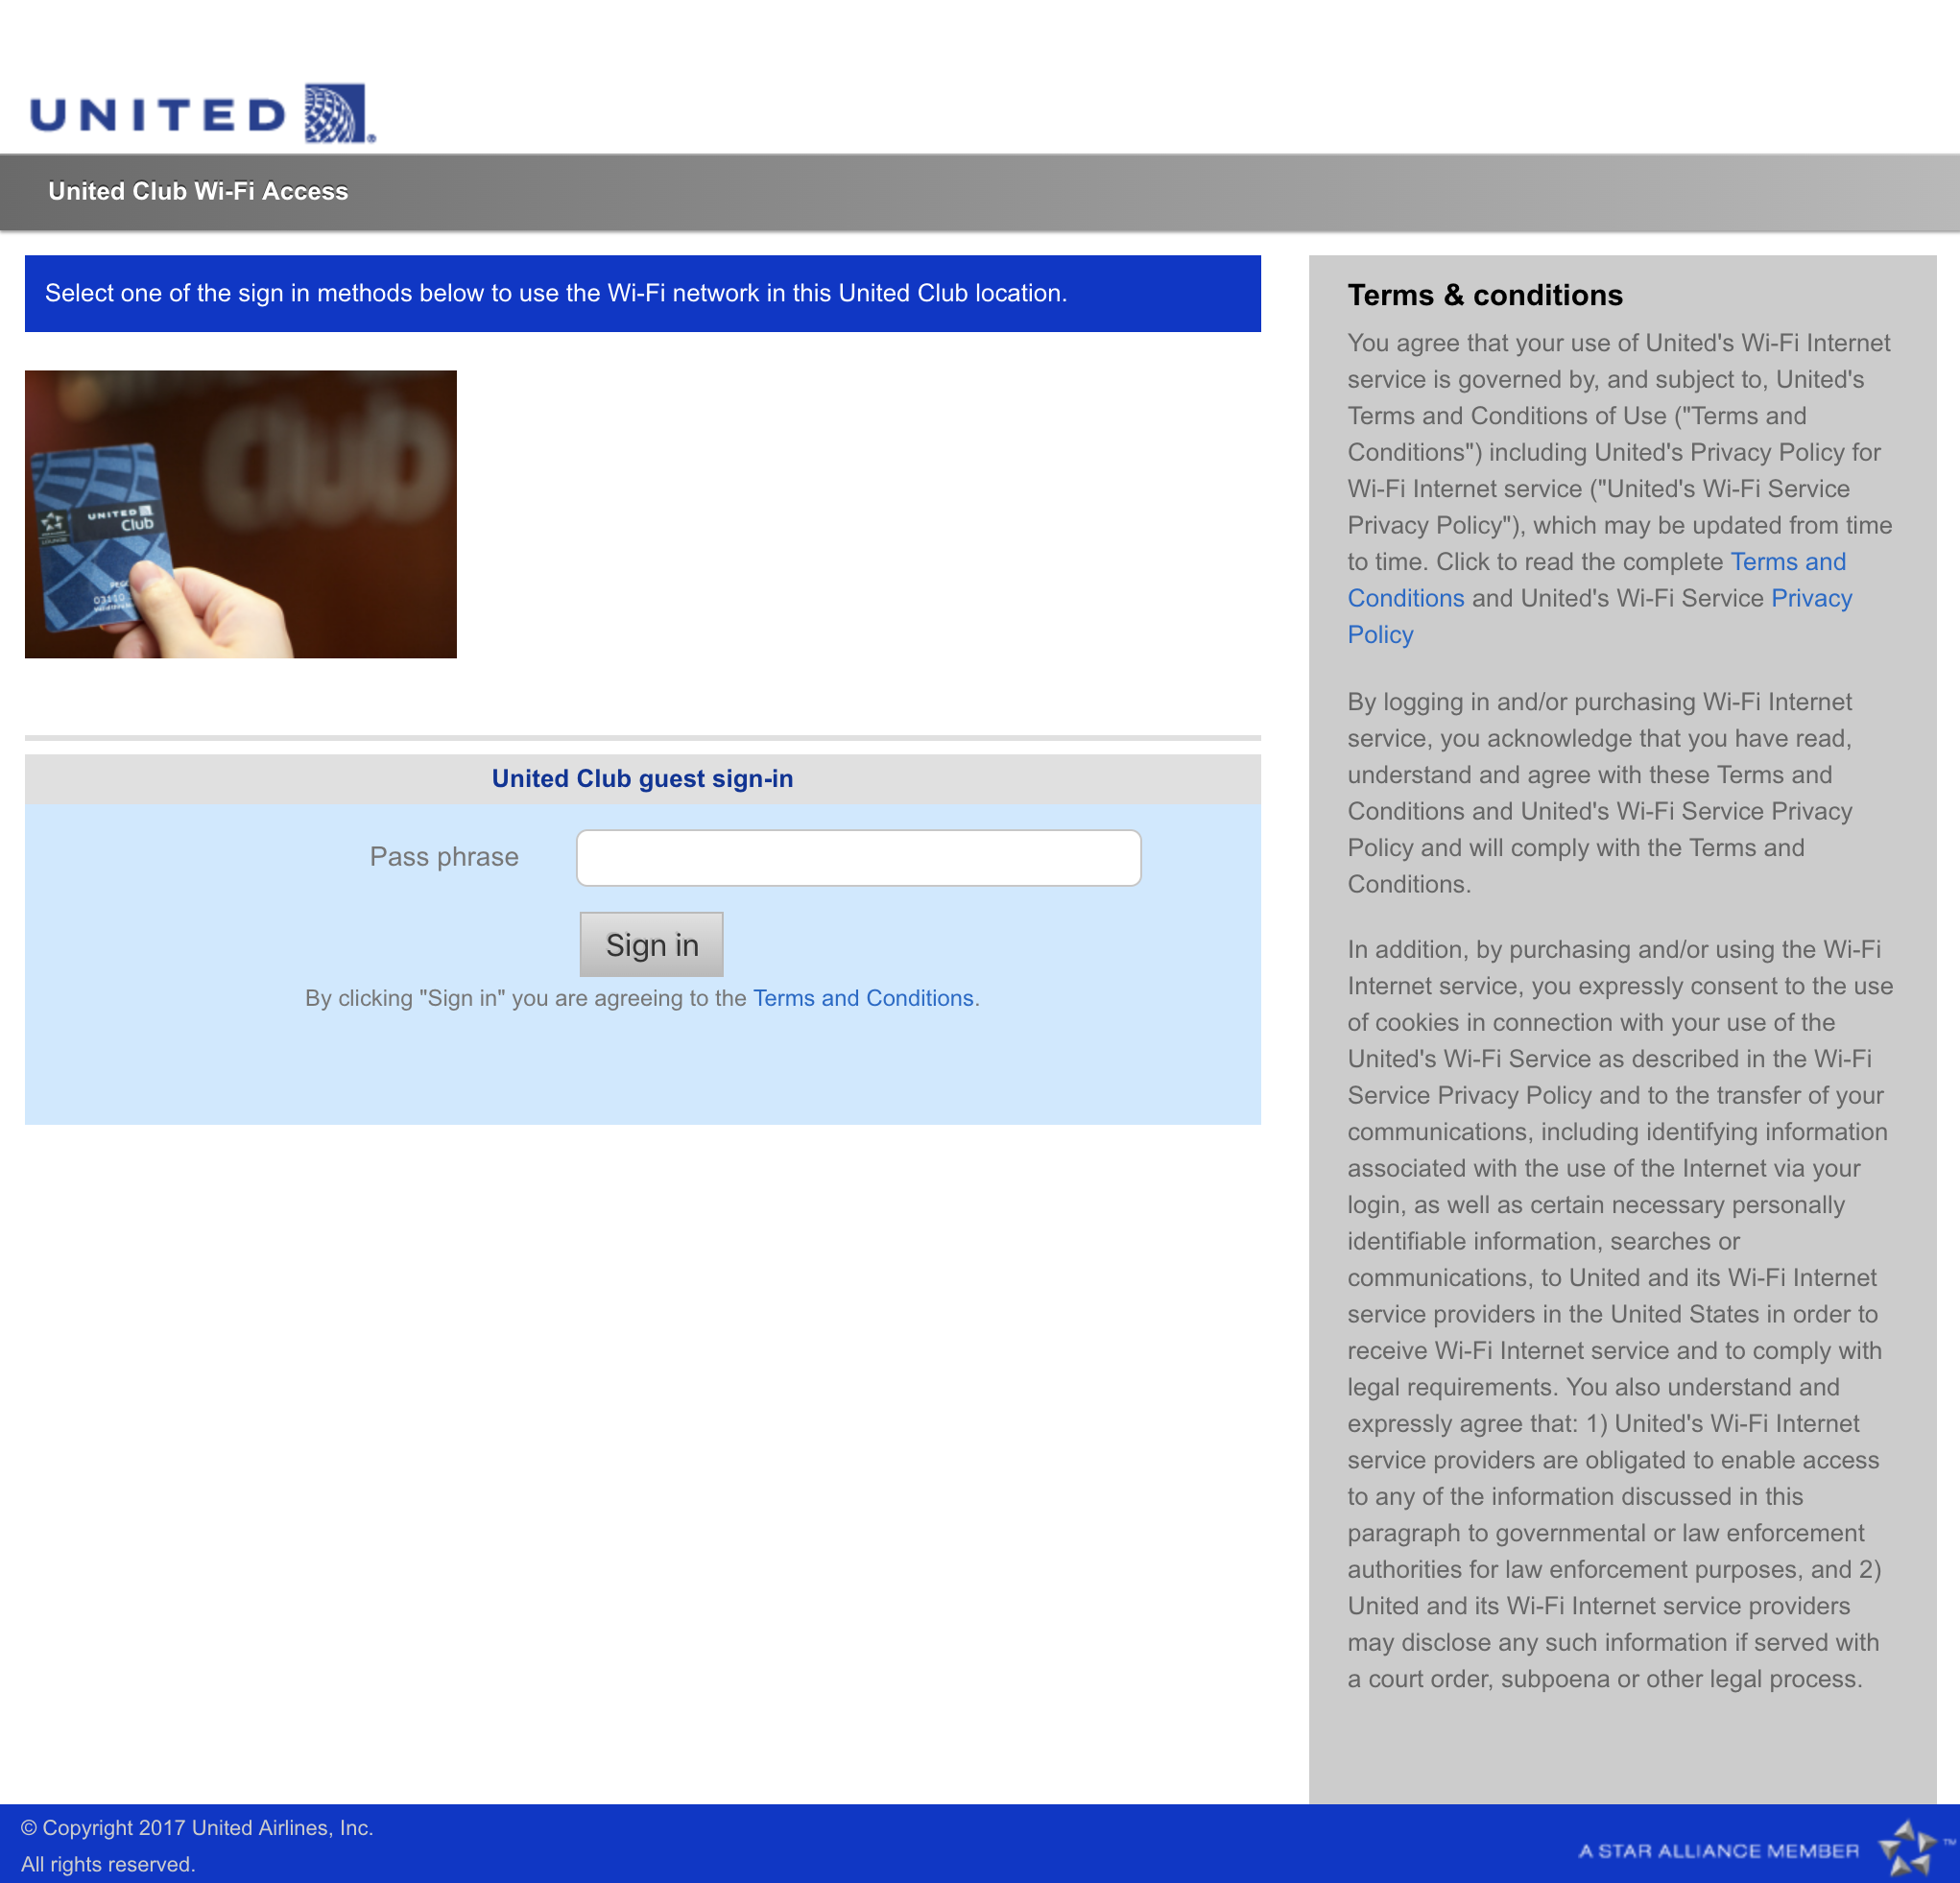 UNITED
United Club Wi-Fi Access
Select one of the sign in methods below to use the Wi-Fi network in this United Club location.
club
UNITED
Club
United Club guest sign-in
Pass phrase
Sign in
By clicking "Sign in" you are agreeing to the Terms and Conditions.
Terms & conditions
You agree that your use of United's Wi-Fi Internet
service is governed by, and subject to, United's
Terms and Conditions of Use ("Terms and
Conditions") including United's Privacy Policy for
Wi-Fi Internet service ("United's Wi-Fi Service
Privacy Policy"), which may be updated from time
to time. Click to read the complete Terms and
Conditions and United's Wi-Fi Service Privacy
Policy
By logging in and/or purchasing Wi-Fi Internet
service, you acknowledge that you have read,
understand and agree with these Terms and
Conditions and United's Wi-Fi Service Privacy
Policy and will comply with the Terms and
Conditions.
In addition, by purchasing and/or using the Wi-Fi
Internet service, you expressly consent to the use
of cookies in connection with your use of the
United's Wi-Fi Service as described in the Wi-Fi
Service Privacy Policy and to the transfer of your
communications, including identifying information
associated with the use of the Internet via your
login, as well as certain necessary personally
identifiable information, searches or
communications, to United and its Wi-Fi Internet
service providers in the United States in order to
receive Wi-Fi Internet service and to comply with
legal requirements. You also understand and
expressly agree that: 1) United's Wi-Fi Internet
service providers are obligated to enable access
to any of the information discussed in this
paragraph to governmental or law enforcement
authorities for law enforcement purposes, and 2)
United and its Wi-Fi Internet service providers
may disclose any such information if served with
a court order, subpoena or other legal process.
© Copyright 2017 United Airlines, Inc.
All rights reserved.
A STAR ALLIANCE MEMBER ™